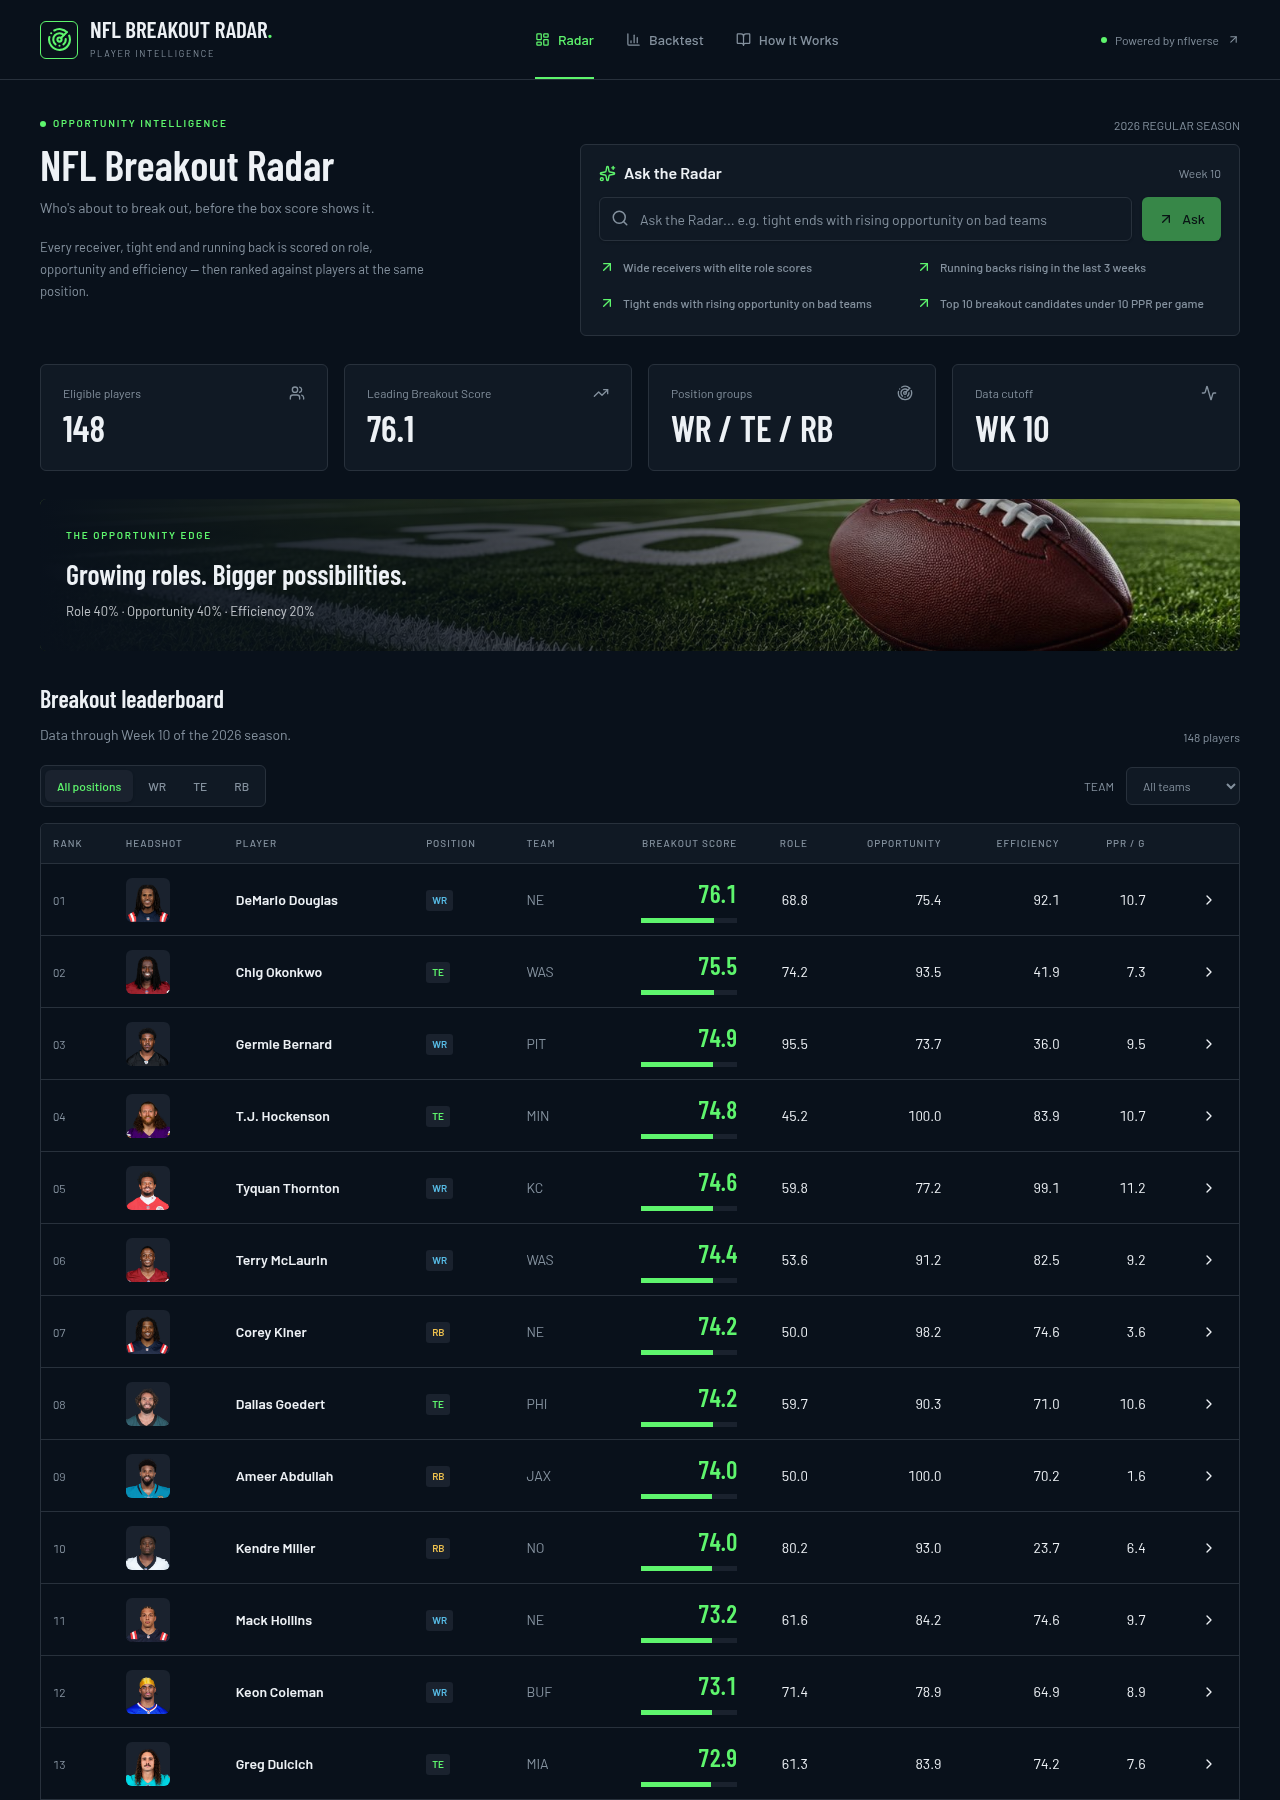 NFL BREAKOUT RADAR.
PLAYER INTELLIGENCE
Radar
Backtest
How It Works
Powered by nflverse
OPPORTUNITY INTELLIGENCE
NFL Breakout Radar
Who's about to break out, before the box score shows it.
Every receiver, tight end and running back is scored on role,
opportunity and efficiency — then ranked against players at the same
position.
2026 REGULAR SEASON
Ask the Radar
Week 10
Ask the Radar... e.g. tight ends with rising opportunity on bad teams
Ask
Wide receivers with elite role scores
Running backs rising in the last 3 weeks
Tight ends with rising opportunity on bad teams
Top 10 breakout candidates under 10 PPR per game
Eligible players
148
Leading Breakout Score
76.1
Position groups
WR / TE / RB
Data cutoff
WK 10
THE OPPORTUNITY EDGE
Growing roles. Bigger possibilities.
Role 40% · Opportunity 40% · Efficiency 20%
Breakout leaderboard
Data through Week 10 of the 2026 season.
148 players
All positions WR TE RB
TEAM All teams
RANK HEADSHOT PLAYER POSITION TEAM BREAKOUT SCORE ROLE OPPORTUNITY EFFICIENCY PPR / G
01 DeMario Douglas WR NE 76.1 68.8 75.4 92.1 10.7
02 Chig Okonkwo TE WAS 75.5 74.2 93.5 41.9 7.3
03 Germie Bernard WR PIT 74.9 95.5 73.7 36.0 9.5
04 T.J. Hockenson TE MIN 74.8 45.2 100.0 83.9 10.7
05 Tyquan Thornton WR KC 74.6 59.8 77.2 99.1 11.2
06 Terry McLaurin WR WAS 74.4 53.6 91.2 82.5 9.2
07 Corey Kiner RB NE 74.2 50.0 98.2 74.6 3.6
08 Dallas Goedert TE PHI 74.2 59.7 90.3 71.0 10.6
09 Ameer Abdullah RB JAX 74.0 50.0 100.0 70.2 1.6
10 Kendre Miller RB NO 74.0 80.2 93.0 23.7 6.4
11 Mack Hollins WR NE 73.2 61.6 84.2 74.6 9.7
12 Keon Coleman WR BUF 73.1 71.4 78.9 64.9 8.9
13 Greg Dulcich TE MIA 72.9 61.3 83.9 74.2 7.6